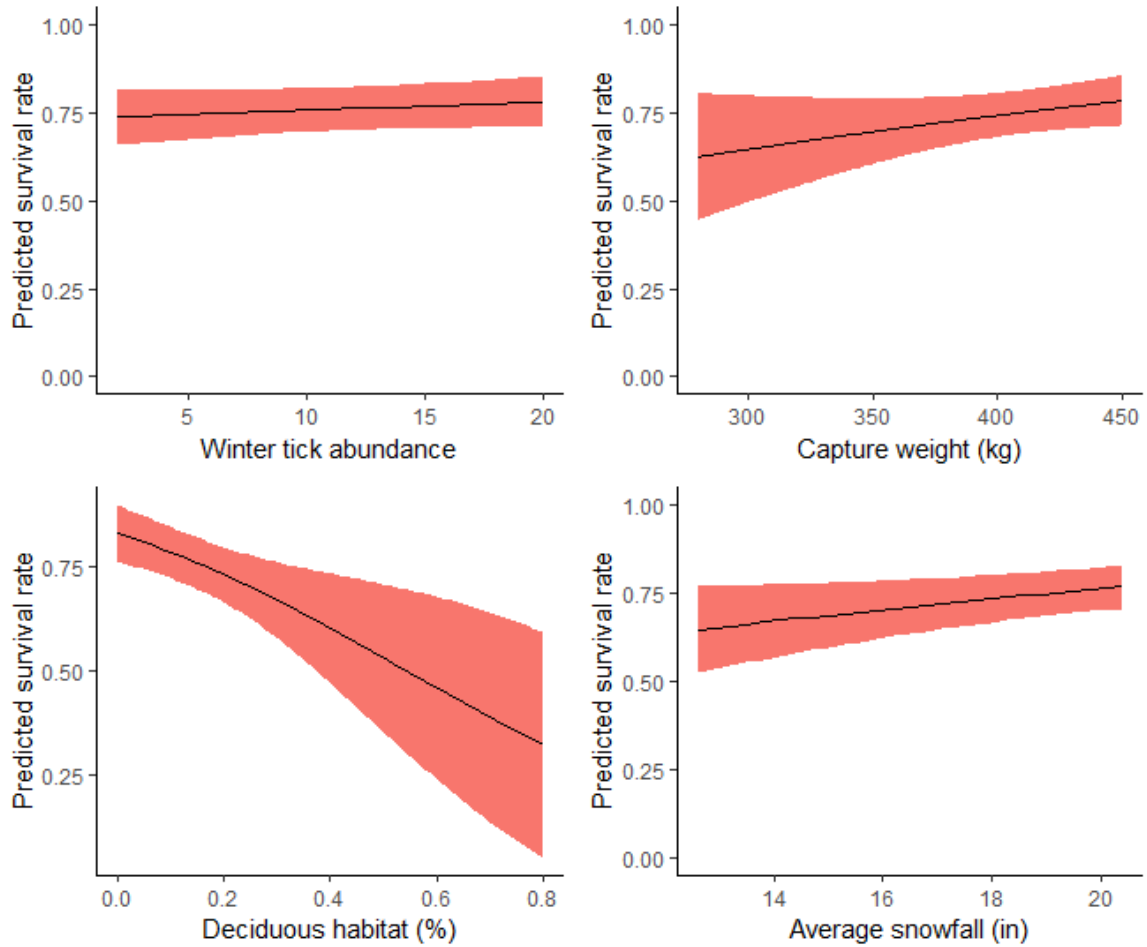 Predicted survival rate
1.00
0.75
0.50
0.25
0.00
5 10 15 20
Winter tick abundance
Predicted survival rate
1.00
0.75
0.50
0.25
0.00
300 350 400 450
Capture weight (kg)
Predicted survival rate
0.75
0.50
0.25
0.0 0.2 0.4 0.6 0.8
Deciduous habitat (%)
Predicted survival rate
1.00
0.75
0.50
0.25
0.00
14 16 18 20
Average snowfall (in)